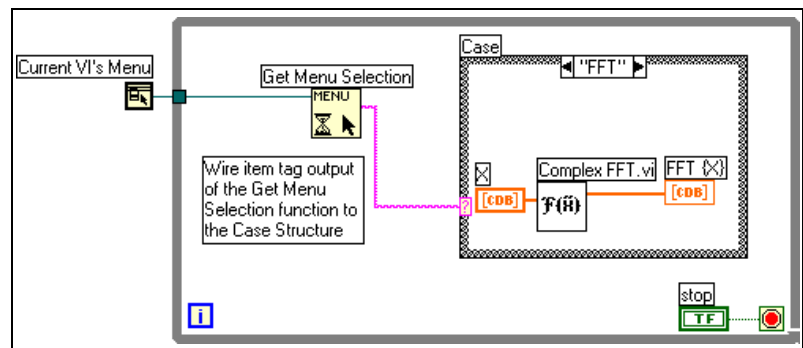 Current VI's Menu
Get Menu Selection
MENU
Wire item tag output
of the Get Menu
Selection function to
the Case Structure
Case
"FFT"
?
X
[CDB]
Complex FFT.vi
F(x)
FFT {X}
[CDB]
i
stop
TF